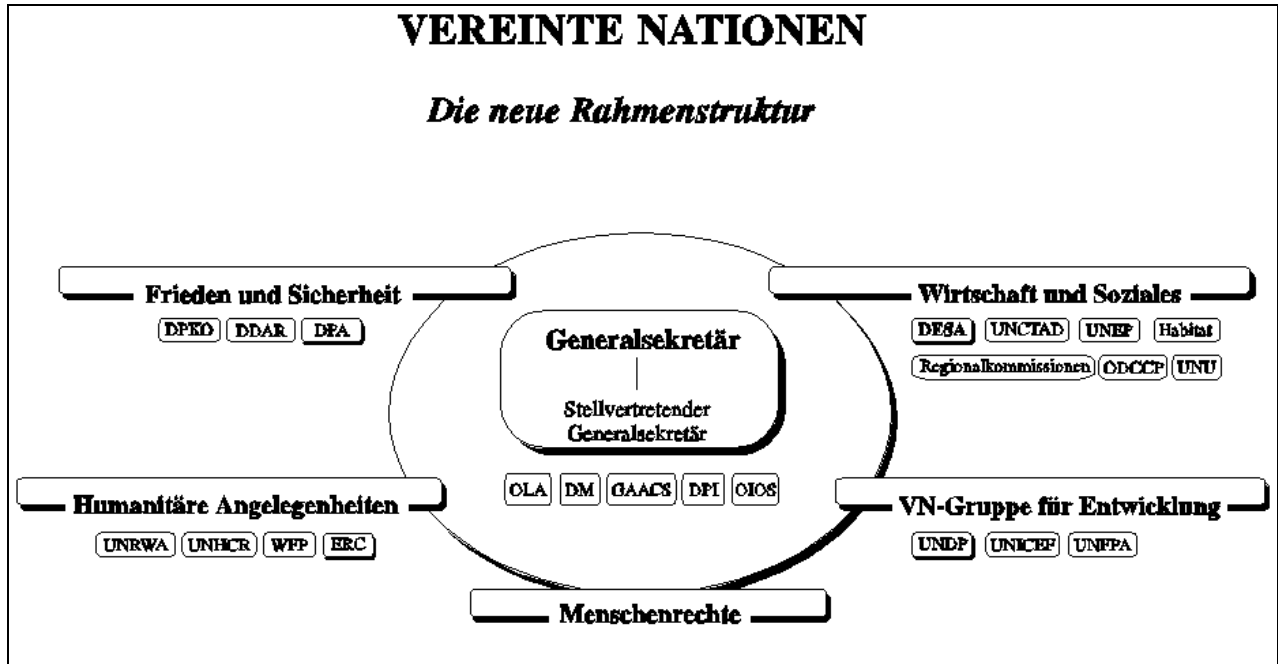 VEREINTE NATIONEN
Die neue Rahmenstruktur
Frieden und Sicherheit
DPKO DDAR DPA
Wirtschaft und Soziales
DESA UNCTAD UNEP Habitat
Regionalkommissionen ODCCP UNU
Generalsekretär
Stellvertretender
Generalsekretär
OLA DM GAACS DPI OIOS
Humanitäre Angelegenheiten
UNRWA UNHCR WFP ERC
VN-Gruppe für Entwicklung
UNDP UNICEF UNFPA
Menschenrechte